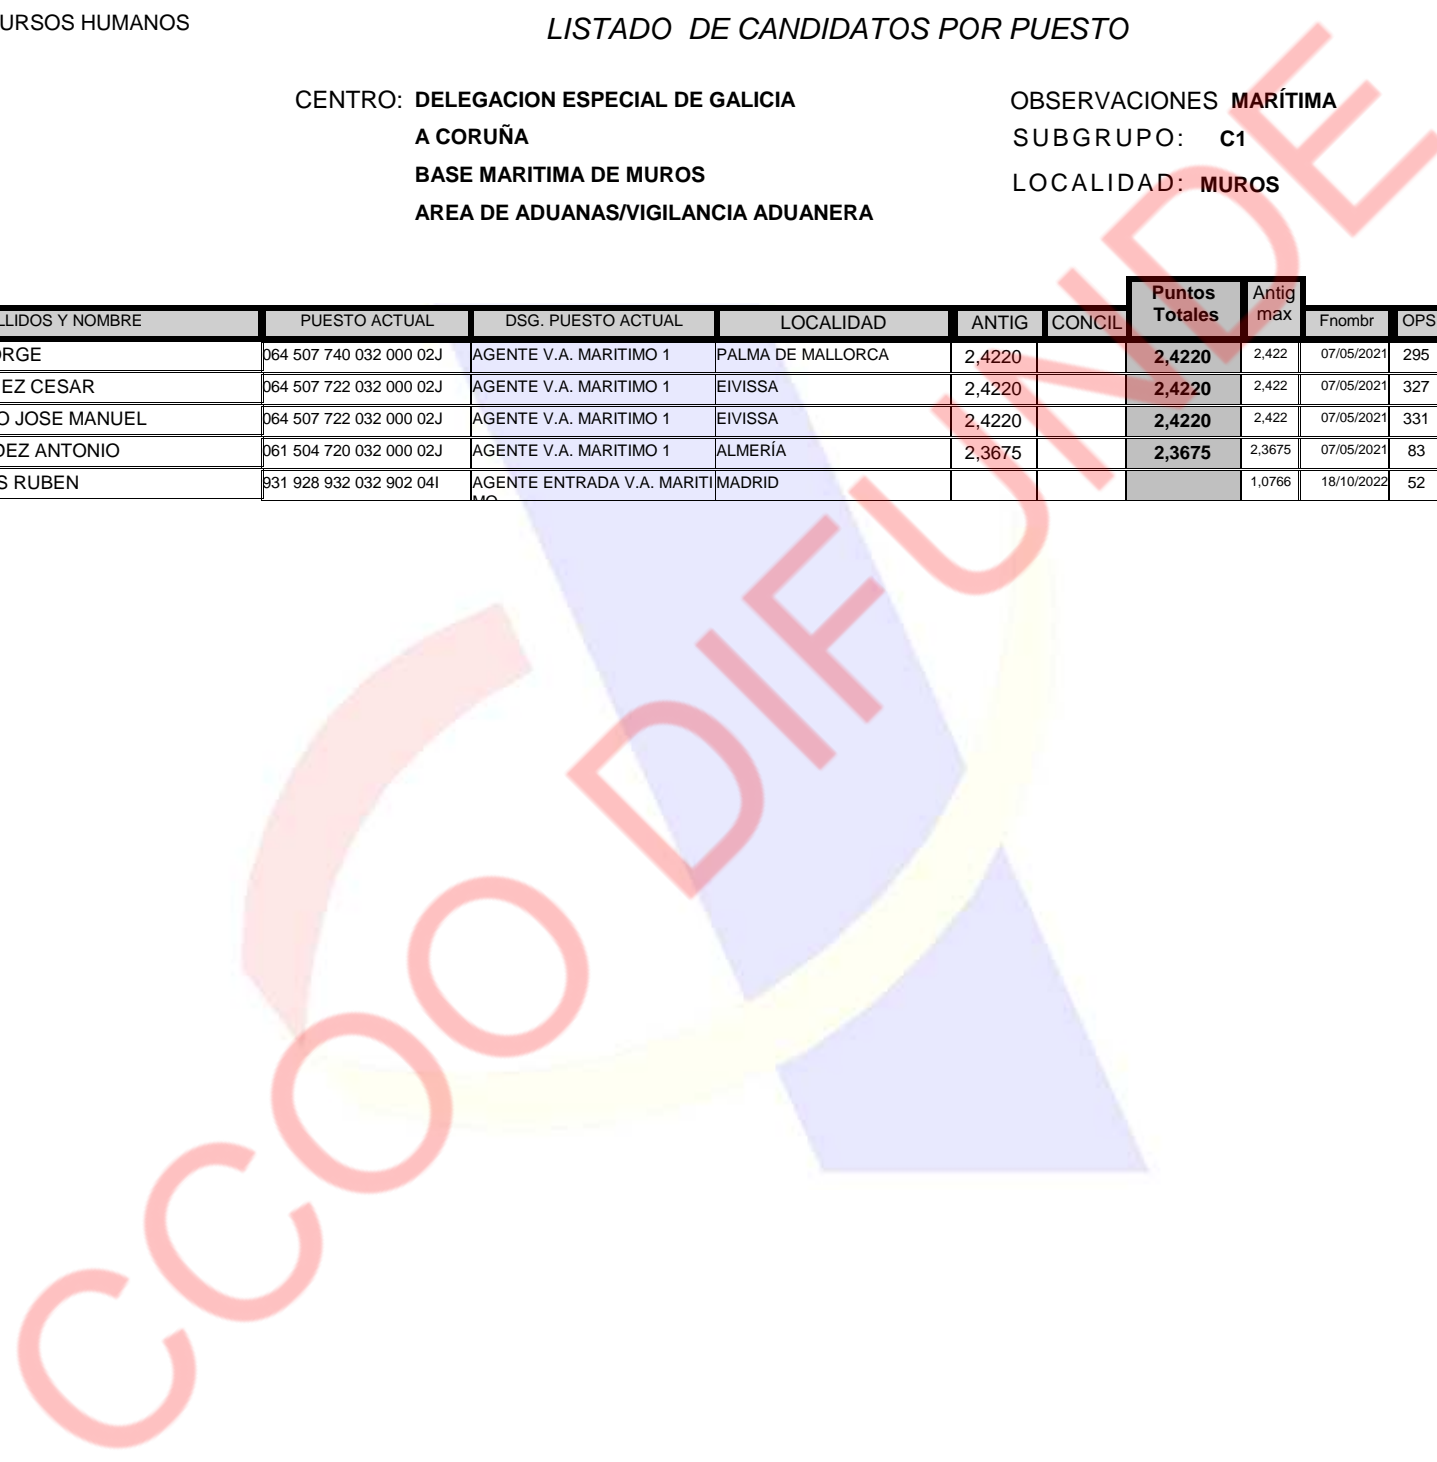 URSOS HUMANOS
LISTADO DE CANDIDATOS POR PUESTO
CENTRO: DELEGACION ESPECIAL DE GALICIA
OBSERVACIONES MARÍTIMA
A CORUÑA
SUBGRUPO: C1
BASE MARITIMA DE MUROS
LOCALIDAD: MUROS
AREA DE ADUANAS/VIGILANCIA ADUANERA
LLIDOS Y NOMBRE PUESTO ACTUAL DSG. PUESTO ACTUAL LOCALIDAD ANTIG CONCIL Puntos Totales Antig max Fnombr OPS
ORGE 064 507 740 032 000 02J AGENTE V.A. MARITIMO 1 PALMA DE MALLORCA 2,4220 2,4220 2,422 07/05/2021 295
EZ CESAR 064 507 722 032 000 02J AGENTE V.A. MARITIMO 1 EIVISSA 2,4220 2,4220 2,422 07/05/2021 327
O JOSE MANUEL 064 507 722 032 000 02J AGENTE V.A. MARITIMO 1 EIVISSA 2,4220 2,4220 2,422 07/05/2021 331
DEZ ANTONIO 061 504 720 032 000 02J AGENTE V.A. MARITIMO 1 ALMERÍA 2,3675 2,3675 2,3675 07/05/2021 83
S RUBEN 931 928 932 032 902 04I AGENTE ENTRADA V.A. MARITI MADRID 1,0766 18/10/2022 52
MO
CCOO DIFUNDE